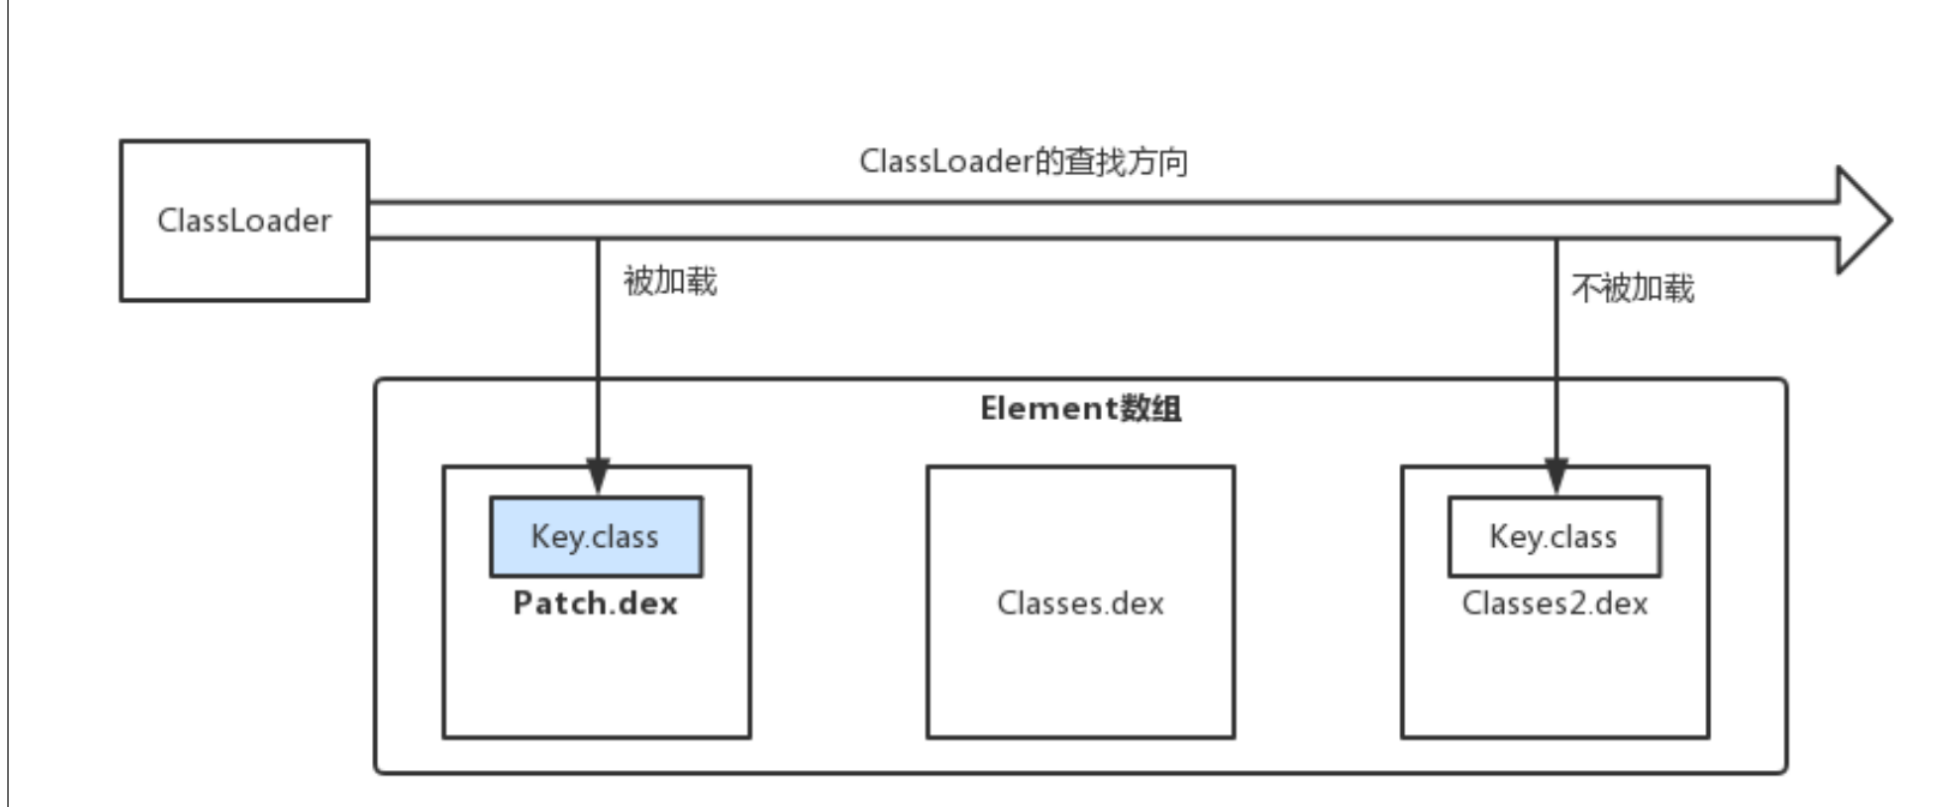 ClassLoader的查找方向
ClassLoader
被加载
不被加载
Element数组
Key.class
Key.class
Patch.dex
Classes.dex
Classes2.dex